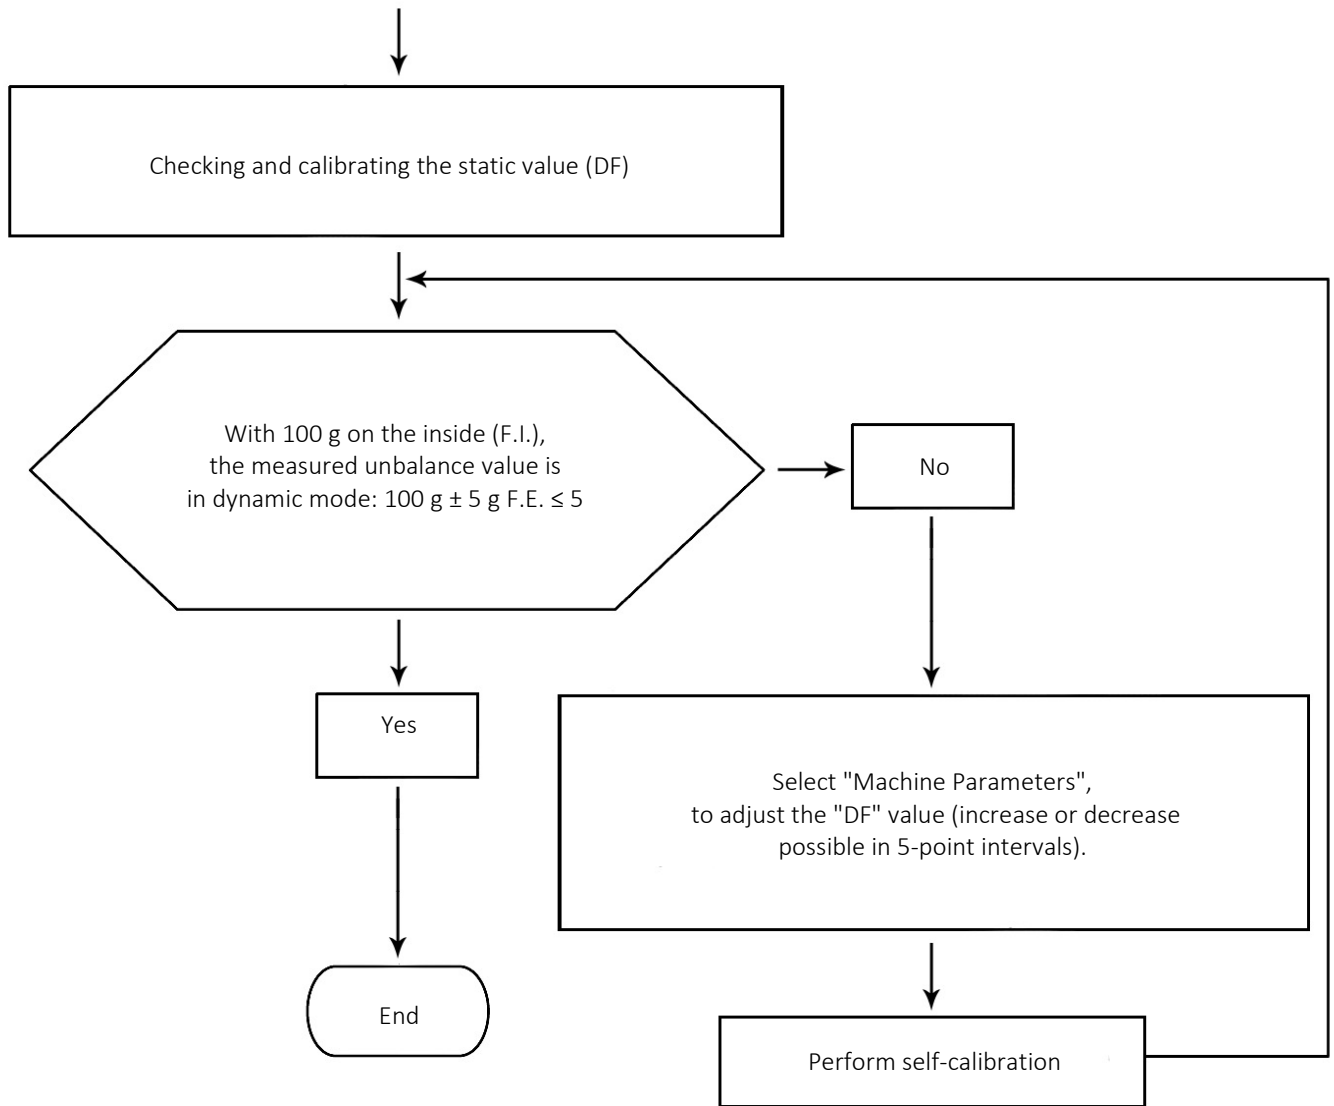 Checking and calibrating the static value (DF)
With 100 g on the inside (F.I.),
the measured unbalance value is
in dynamic mode: 100 g ± 5 g F.E. ≤ 5
No
Yes
Select "Machine Parameters",
to adjust the "DF" value (increase or decrease
possible in 5-point intervals).
End
Perform self-calibration